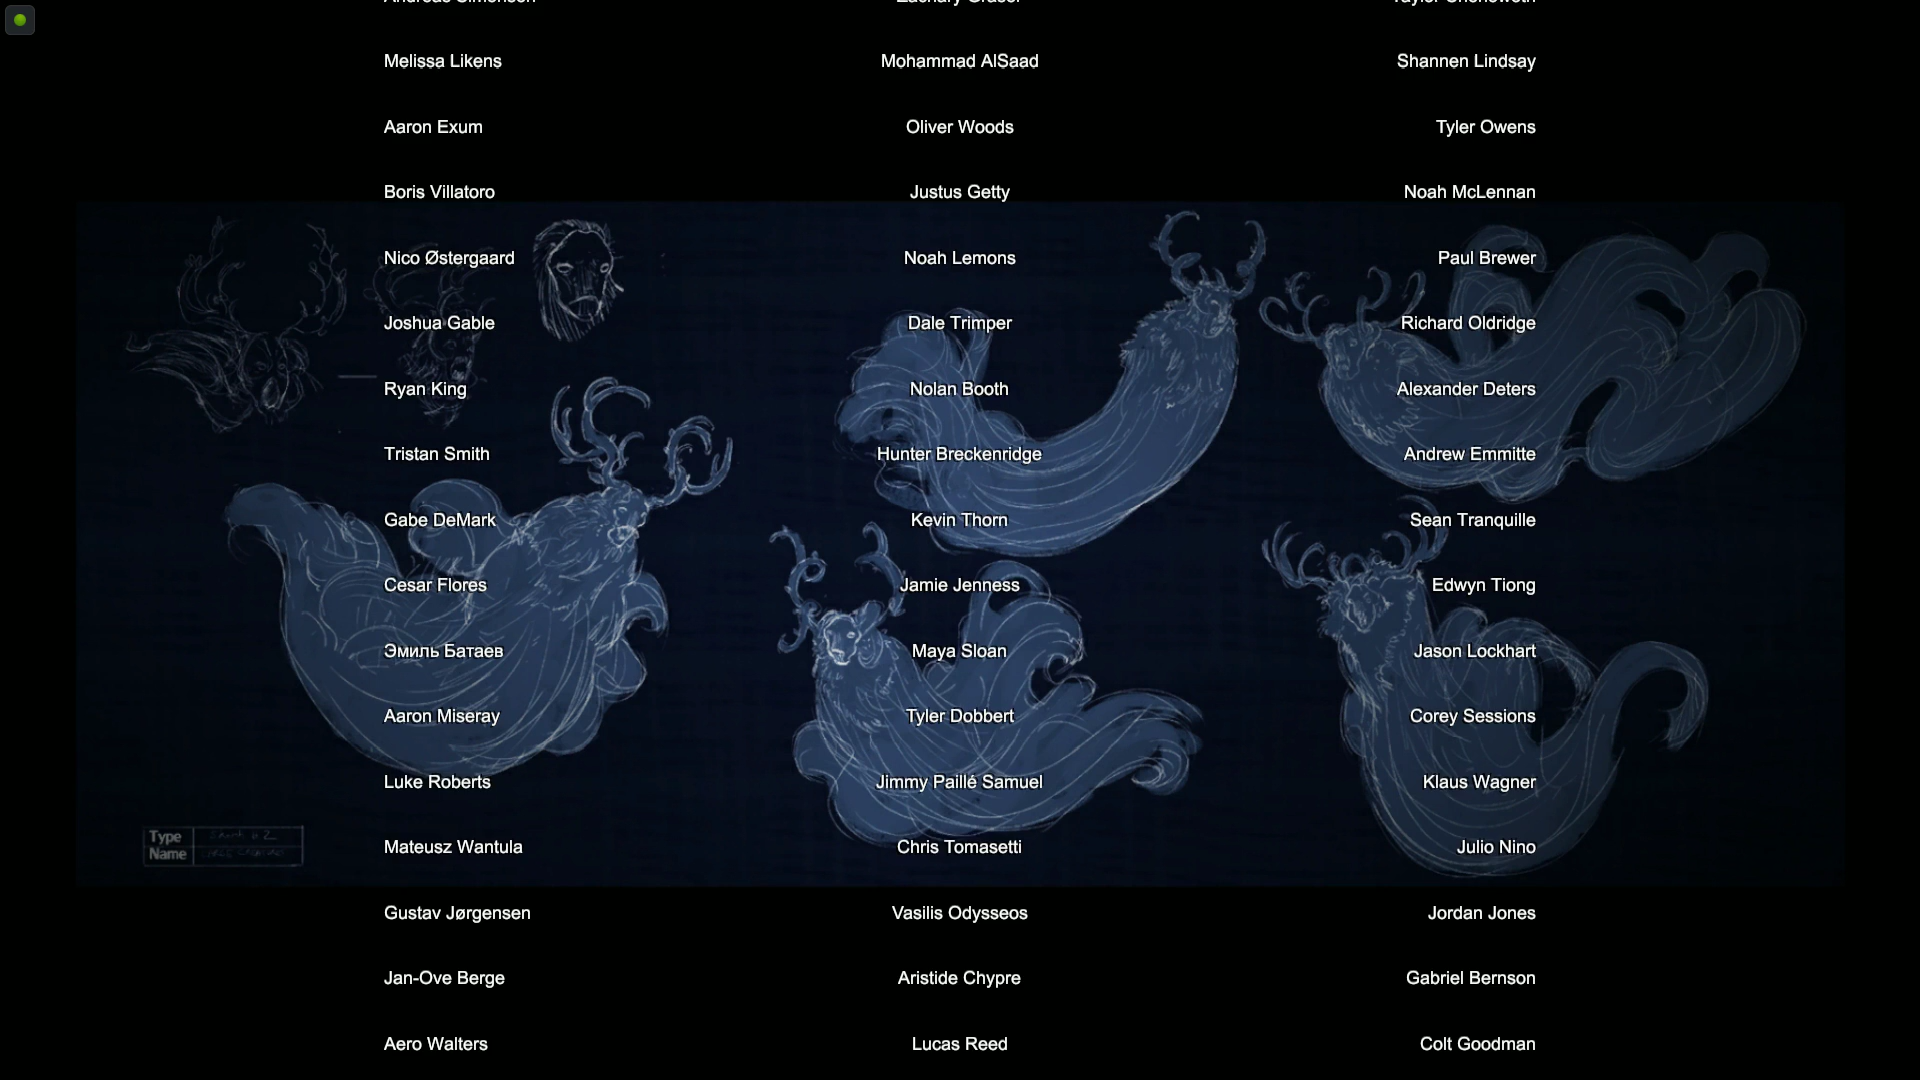 Melissa Likens Mohammad AlSaad Shannen Lindsay
Aaron Exum Oliver Woods Tyler Owens
Boris Villatoro Justus Getty Noah McLennan
Nico Østergaard Noah Lemons Paul Brewer
Joshua Gable Dale Trimper Richard Oldridge
Ryan King Nolan Booth Alexander Deters
Tristan Smith Hunter Breckenridge Andrew Emmitte
Gabe DeMark Kevin Thorn Sean Tranquille
Cesar Flores Jamie Jenness Edwyn Tiong
Эмиль Батаев Maya Sloan Jason Lockhart
Aaron Miseray Tyler Dobbert Corey Sessions
Luke Roberts Jimmy Paillé Samuel Klaus Wagner
Type
Name
Mateusz Wantula Chris Tomasetti Julio Nino
Gustav Jørgensen Vasilis Odysseos Jordan Jones
Jan-Ove Berge Aristide Chypre Gabriel Bernson
Aero Walters Lucas Reed Colt Goodman